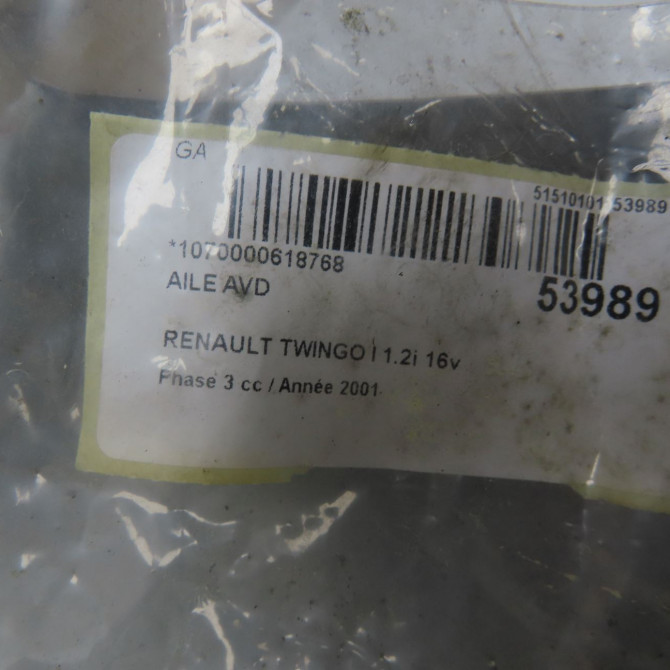 GA
51510101 53989
*1070000618768
AILE AVD
53989
RENAULT TWINGO I 1.2i 16v
Phase 3 cc / Année 2001